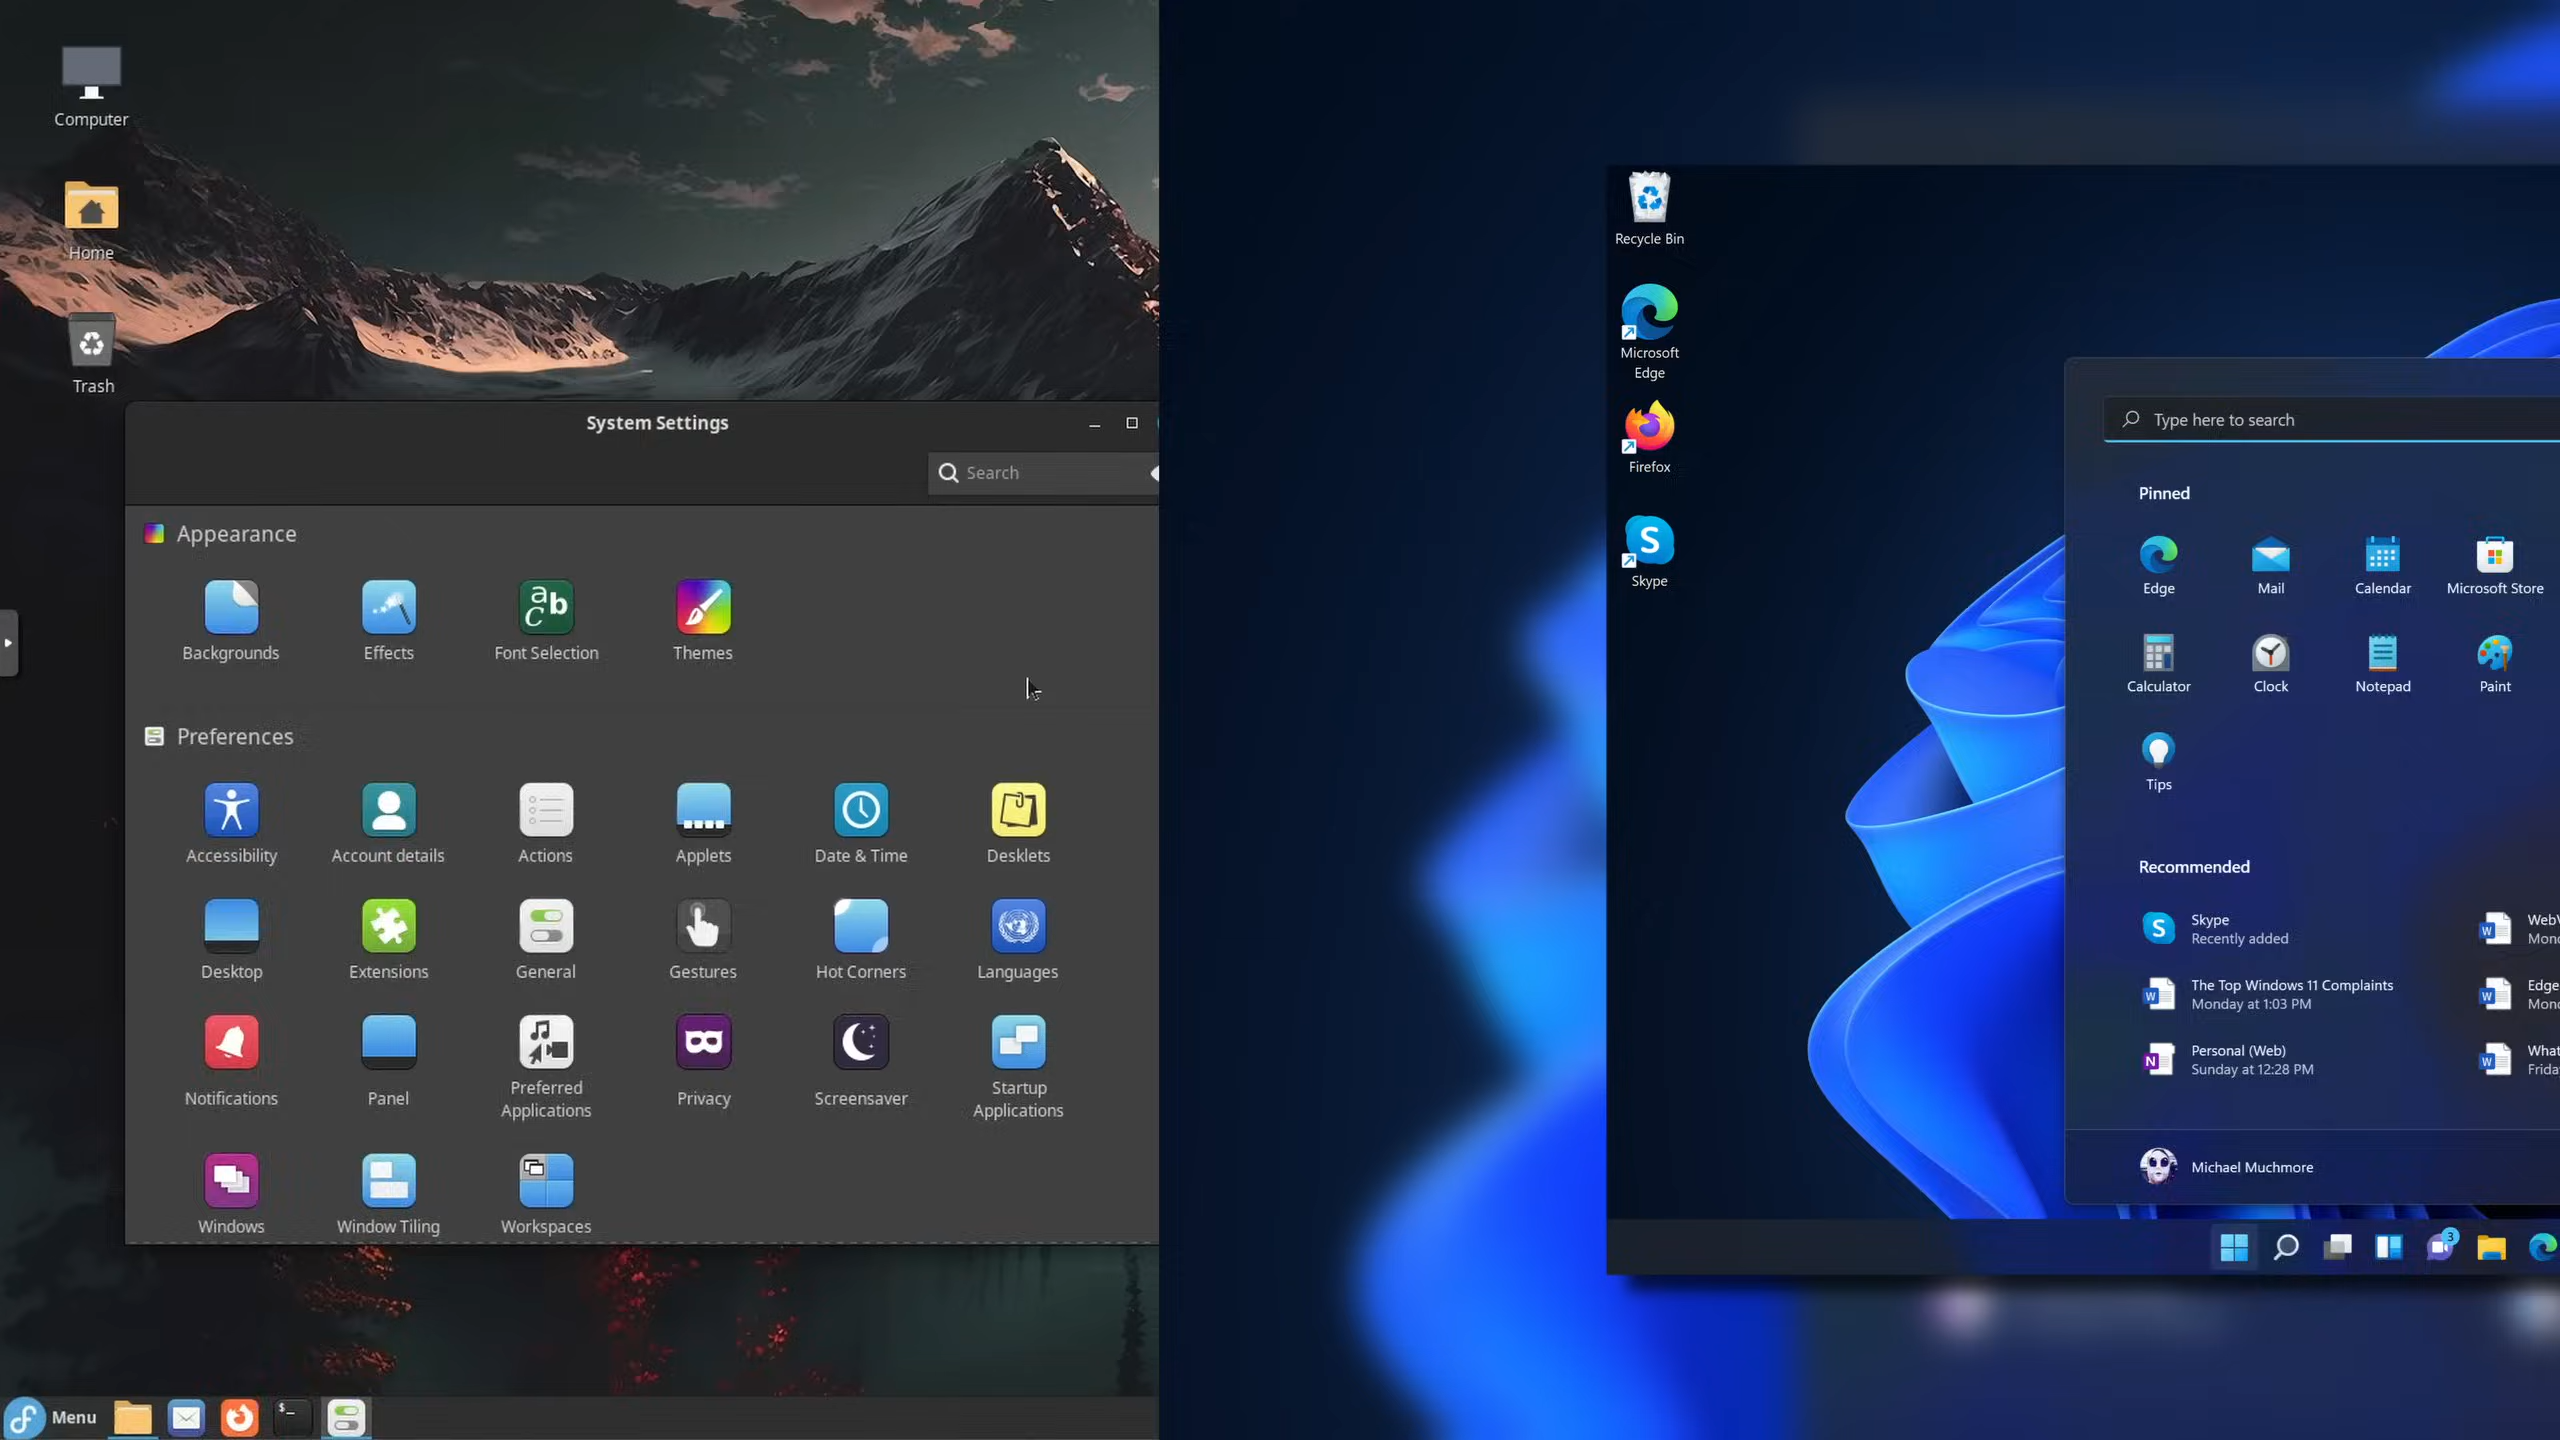 Computer
Home
Trash
System Settings
Search
Appearance
Backgrounds
Effects
Font Selection
Themes
Preferences
Accessibility
Account details
Actions
Applets
Date & Time
Desklets
Desktop
Extensions
General
Gestures
Hot Corners
Languages
Notifications
Panel
Preferred
Applications
Privacy
Screensaver
Startup
Applications
Windows
Window Tiling
Workspaces
Menu
Recycle Bin
Microsoft
Edge
Firefox
Skype
Type here to search
Pinned
Edge
Mail
Calendar
Microsoft Store
Calculator
Clock
Notepad
Paint
Tips
Recommended
Skype
Recently added
The Top Windows 11 Complaints
Monday at 1:03 PM
Edge
Personal (Web)
Sunday at 12:28 PM
What
Michael Muchmore
3